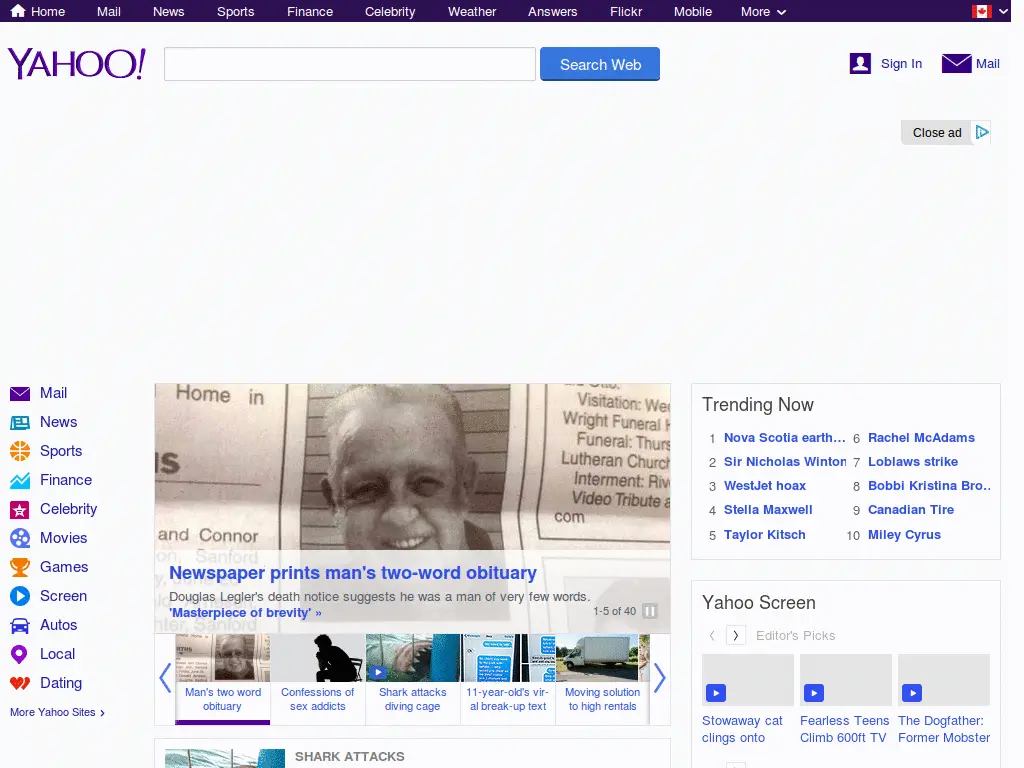 Home Mail News Sports Finance Celebrity Weather Answers Flickr Mobile More
YAHOO!
Search Web
Sign In Mail
Close ad
Mail
News
Sports
Finance
Celebrity
Movies
Games
Screen
Autos
Local
Dating
More Yahoo Sites ›
Home in
and Connor
Sanford
Visitation:
Wright Funeral
Funeral:
Lutheran Church
Interment:
Video Tribute
com
Newspaper prints man's two-word obituary
Douglas Legler's death notice suggests he was a man of very few words.
'Masterpiece of brevity' »
1-5 of 40
Man's two word
obituary
Confessions of
sex addicts
Shark attacks
diving cage
11-year-old's vir-
al break-up text
Moving solution
to high rentals
SHARK ATTACKS
Trending Now
1 Nova Scotia earth…
2 Sir Nicholas Winton
3 WestJet hoax
4 Stella Maxwell
5 Taylor Kitsch
6 Rachel McAdams
7 Loblaws strike
8 Bobbi Kristina Bro…
9 Canadian Tire
10 Miley Cyrus
Yahoo Screen
Editor's Picks
Stowaway cat
clings onto
Fearless Teens
Climb 600ft TV
The Dogfather:
Former Mobster